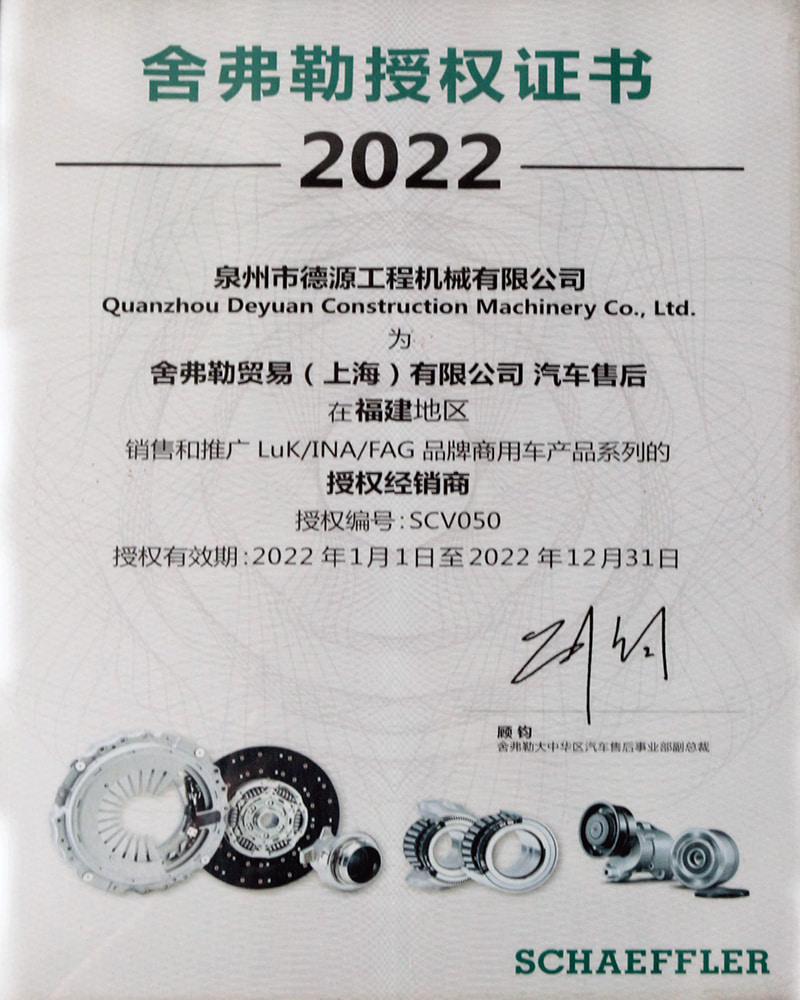 舍弗勒授权证书
2022
泉州市德源工程机械有限公司
Quanzhou Deyuan Construction Machinery Co., Ltd.
为
舍弗勒贸易（上海）有限公司 汽车售后
在福建地区
销售和推广 LuK/INA/FAG 品牌商用车产品系列的
授权经销商
授权编号:SCV050
授权有效期:2022 年1月1日至2022 年12月31日
顾钧
舍弗勒大中华区汽车售后事业部副总裁
SCHAEFFLER